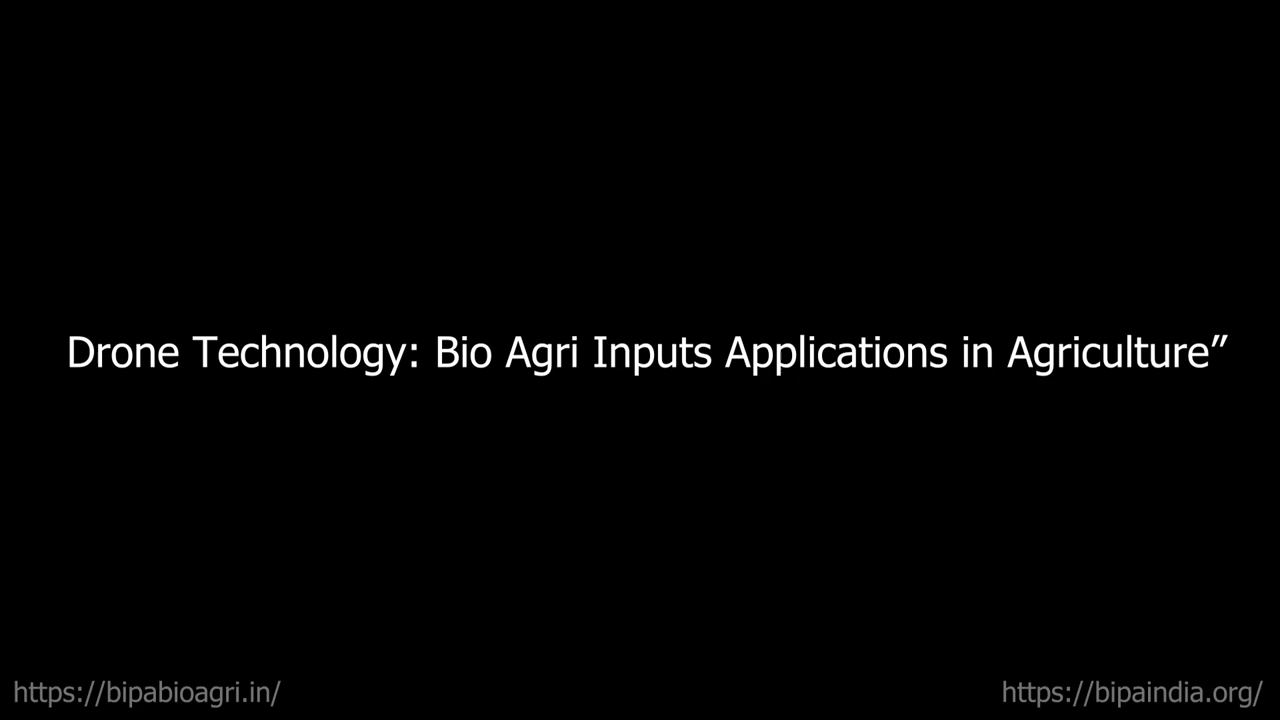 Drone Technology: Bio Agri Inputs Applications in Agriculture”
https://bipabioagri.in/
https://bipaindia.org/